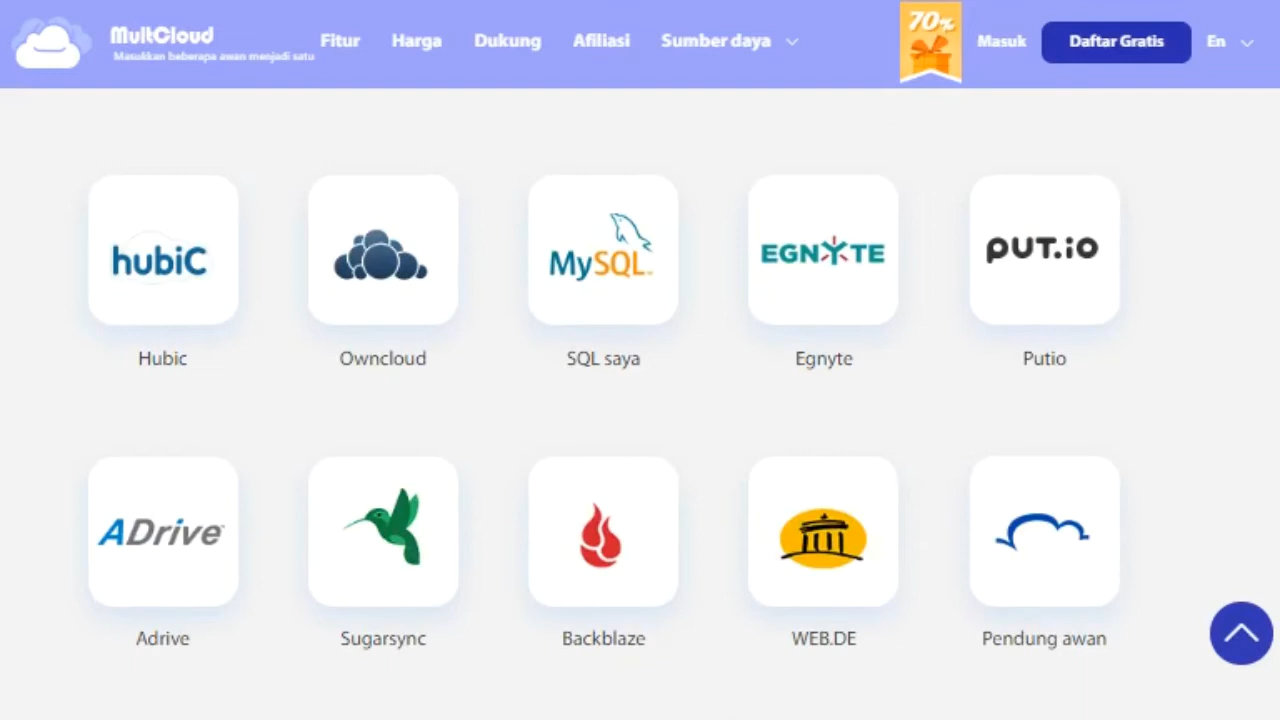 MultCloud
Masukkan beberapa awan menjadi satu
Fitur Harga Dukung Afiliasi Sumber daya
70%
Masuk Daftar Gratis En
hubiC MySQL EGNYTE PUT.iO
Hubic Owncloud SQL saya Egnyte Putio
ADrive
Adrive Sugarsync Backblaze WEB.DE Pendung awan